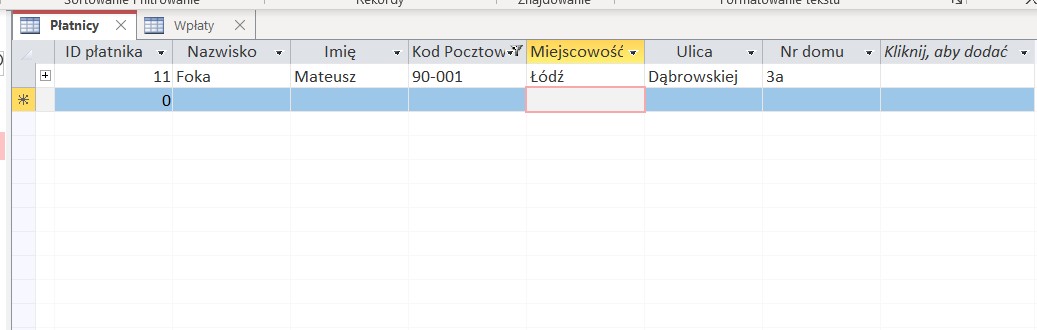 Sortowanie i filtrowanie Rekordy Znajdowanie Formatowanie tekstu
Płatnicy Wpłaty
ID płatnika Nazwisko Imię Kod Pocztow Miejscowość Ulica Nr domu Kliknij, aby dodać
11 Foka Mateusz 90-001 Łódź Dąbrowskiej 3a
0